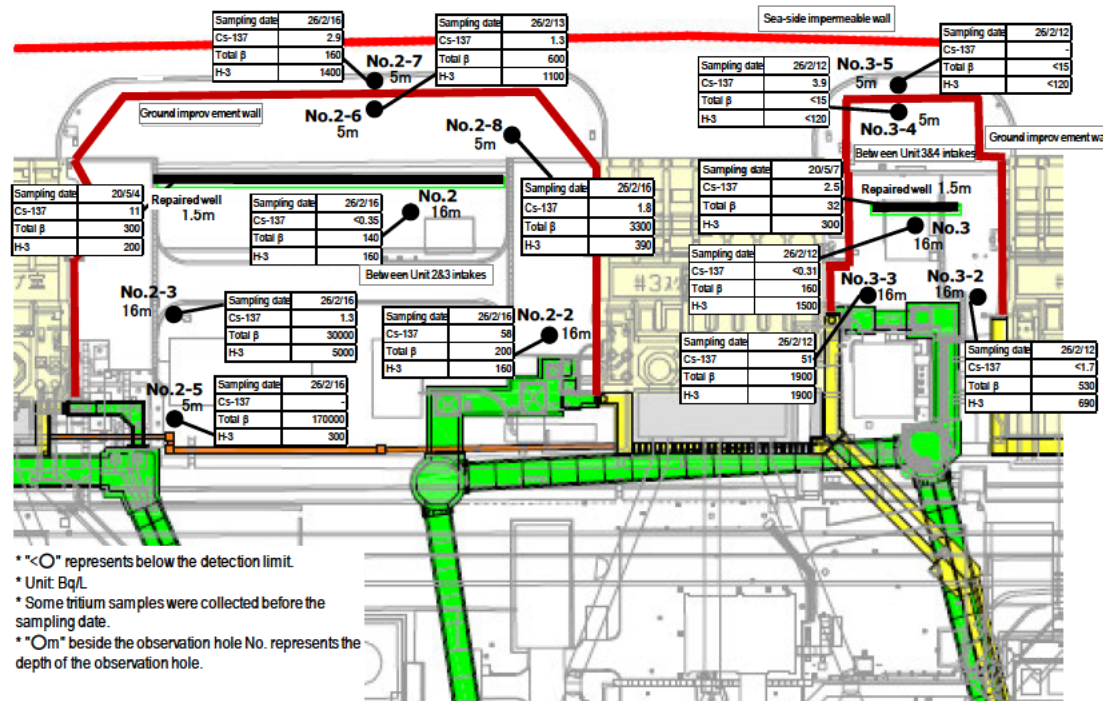 Sampling date 26/2/16
Cs-137 2.9
Total β 160
H-3 1400
No.2-7
5m
Sampling date 26/2/13
Cs-137 1.3
Total β 600
H-3 1100
No.2-6
5m
Sea-side impermeable wall
Sampling date 26/2/12
Cs-137 -
Total β <15
H-3 <120
No.3-5
5m
Sampling date 26/2/12
Cs-137 3.9
Total β <15
H-3 <120
No.3-4
5m
Ground improvement wall
No.2-8
5m
Ground improvement wa
Between Unit 3&4 intakes
Sampling date 20/5/4
Cs-137 11
Total β 300
H-3 200
Repaired well
1.5m
Sampling date 26/2/16
Cs-137 <0.35
Total β 140
H-3 160
No.2
16m
Sampling date 26/2/16
Cs-137 1.8
Total β 3300
H-3 390
Sampling date 20/5/7
Cs-137 2.5
Total β 32
H-3 300
Repaired well 1.5m
Between Unit 2&3 intakes
Sampling date 26/2/12
Cs-137 <0.31
Total β 160
H-3 1500
No.3
16m
#3
No.2-3
16m
Sampling date 26/2/16
Cs-137 1.3
Total β 30000
H-3 5000
Sampling date 26/2/16
Cs-137 58
Total β 200
H-3 160
No.2-2
16m
No.3-3
16m
No.3-2
16m
Sampling date 26/2/12
Cs-137 51
Total β 1900
H-3 1900
Sampling date 26/2/12
Cs-137 <1.7
Total β 530
H-3 690
No.2-5
5m
Sampling date 26/2/16
Cs-137 -
Total β 170000
H-3 300
* "<O" represents below the detection limit.
* Unit: Bq/L
* Some tritium samples were collected before the
sampling date.
* "Om" beside the observation hole No. represents the
depth of the observation hole.